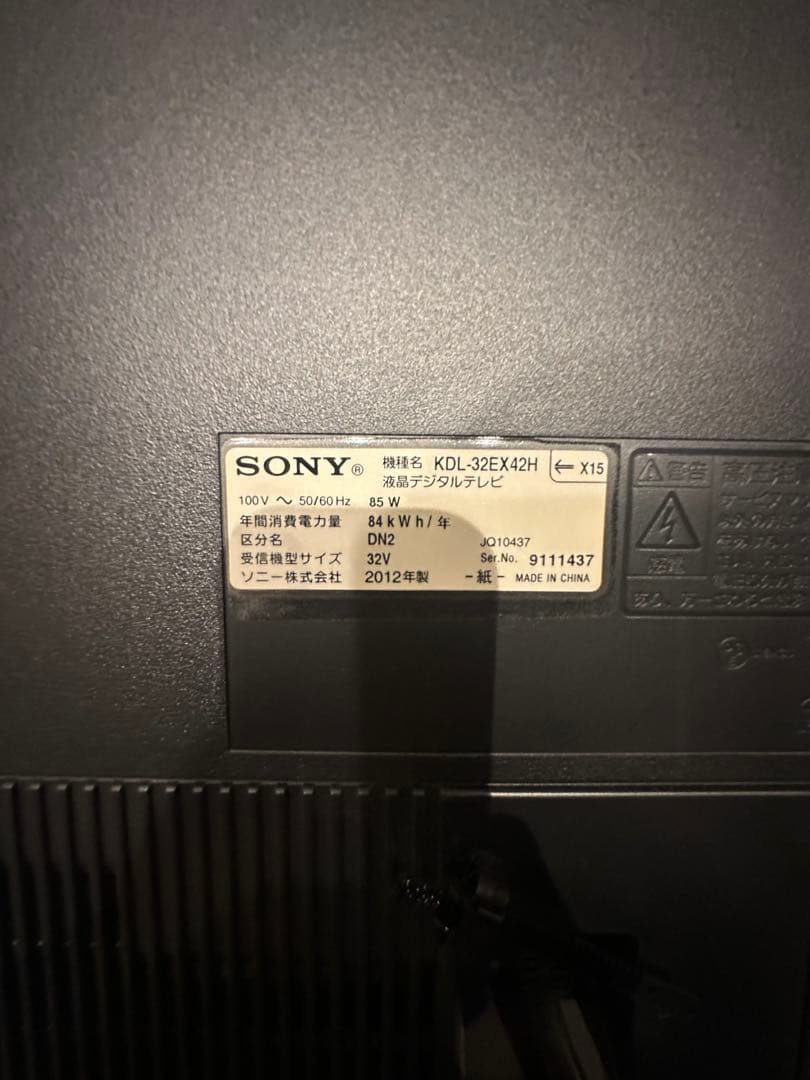 SONY® 機種名 KDL-32EX42H ← X15
液晶デジタルテレビ
100V ～ 50/60Hz 85 W
年間消費電力量 84kWh/年
区分名 DN2 JQ10437
受信機型サイズ 32V Ser.No. 9111437
ソニー株式会社 2012年製 -紙- MADE IN CHINA
警告